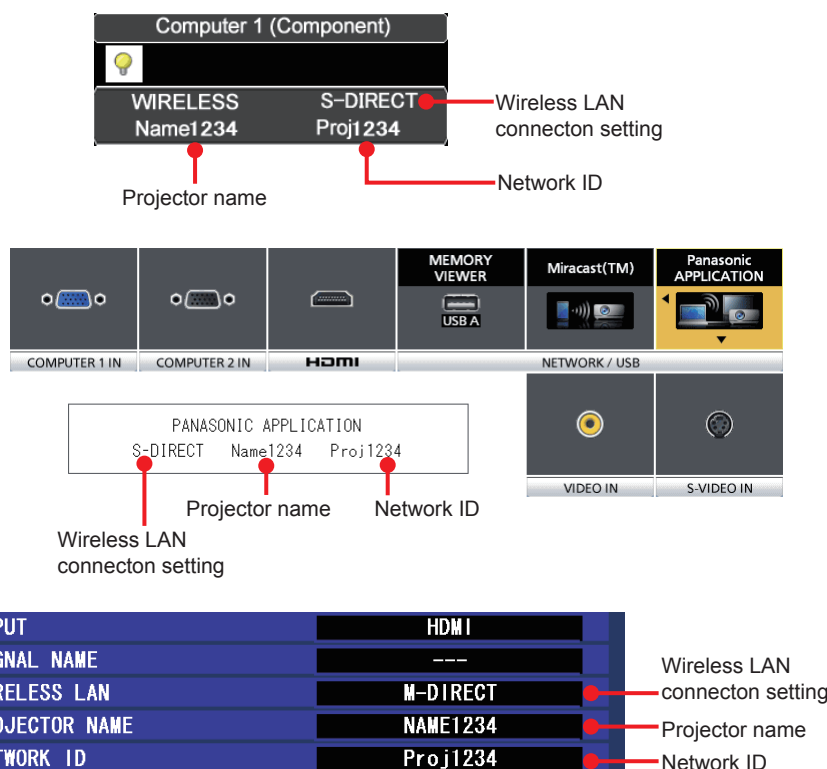 Computer 1 (Component)
WIRELESS S-DIRECT
Name1234 Proj1234
Wireless LAN
connecton setting
Network ID
Projector name
MEMORY
VIEWER
Miracast(TM)
Panasonic
APPLICATION
USB A
COMPUTER 1 IN COMPUTER 2 IN HDMI NETWORK / USB
PANASONIC APPLICATION
S-DIRECT Name1234 Proj1234
Projector name Network ID
Wireless LAN
connecton setting
VIDEO IN S-VIDEO IN
PUT HDMI
GNAL NAME ---
RELESS LAN M-DIRECT
OJECTOR NAME NAME1234
TWORK ID Proj1234
Wireless LAN
connecton setting
Projector name
Network ID